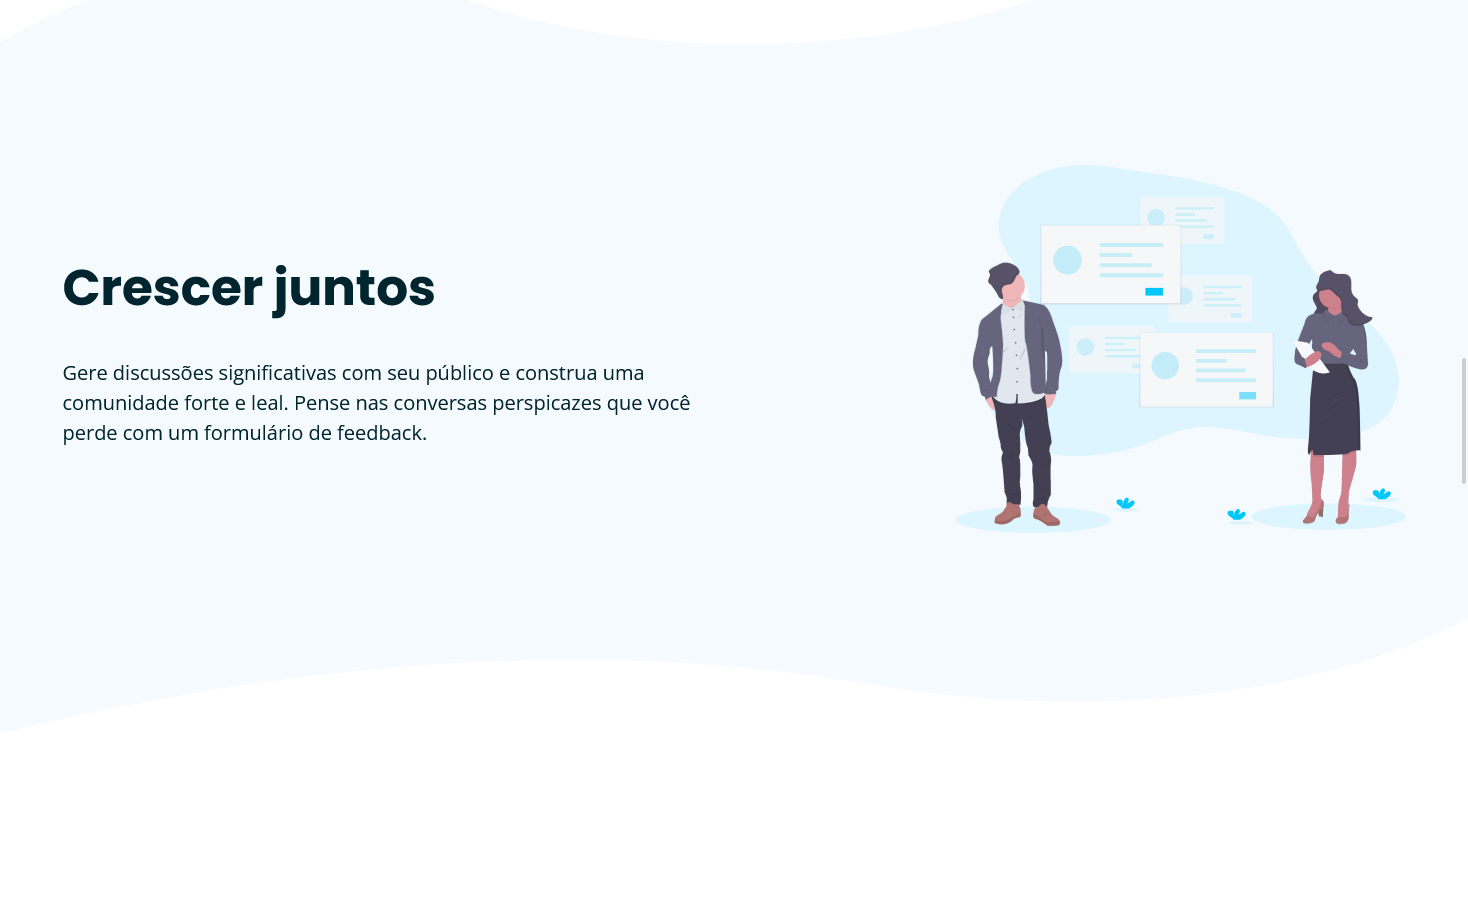 Crescer juntos
Gere discussões significativas com seu público e construa uma
comunidade forte e leal. Pense nas conversas perspicazes que você
perde com um formulário de feedback.